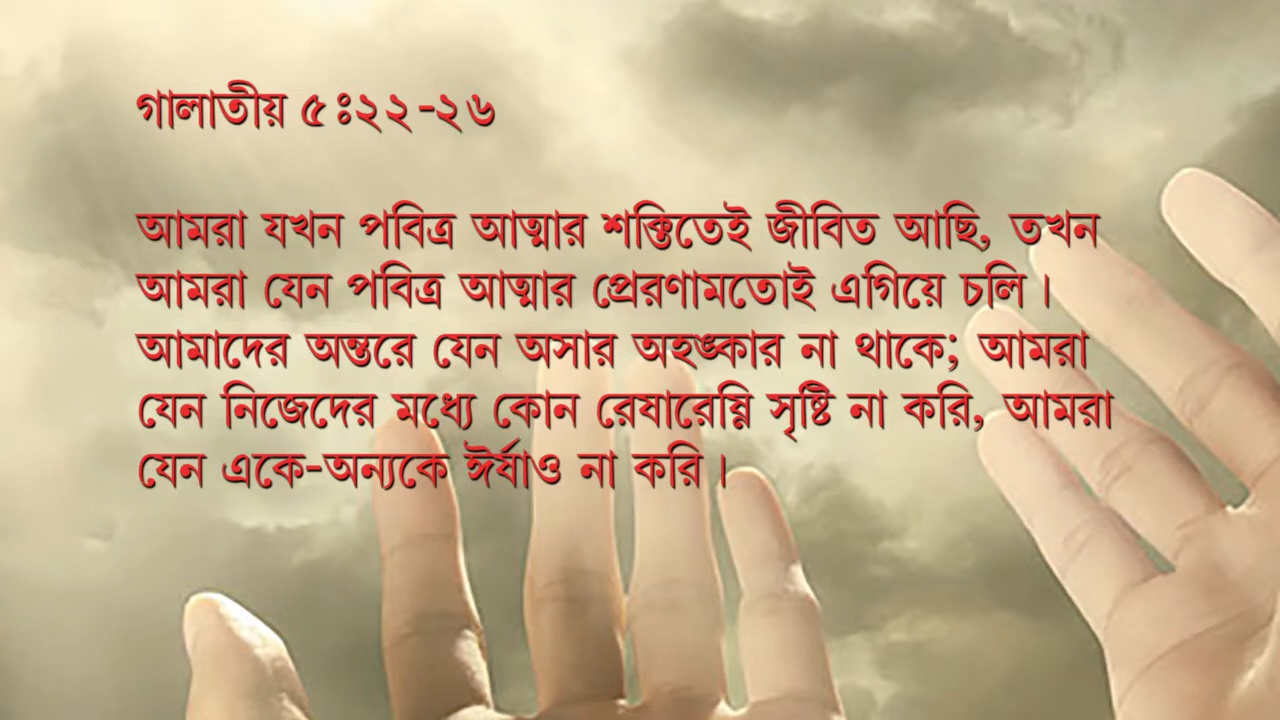 গালাতীয় ৫ঃ২২-২৬
আমরা যখন পবিত্র আত্মার শক্তিতেই জীবিত আছি, তখন
আমরা যেন পবিত্র আত্মার প্রেরণামতোই এগিয়ে চলি।
আমাদের অন্তরে যেন অসার অহঙ্কার না থাকে; আমরা
যেন নিজেদের মধ্যে কোন রেষারেষি সৃষ্টি না করি, আমরা
যেন একে-অন্যকে ঈর্ষাও না করি।